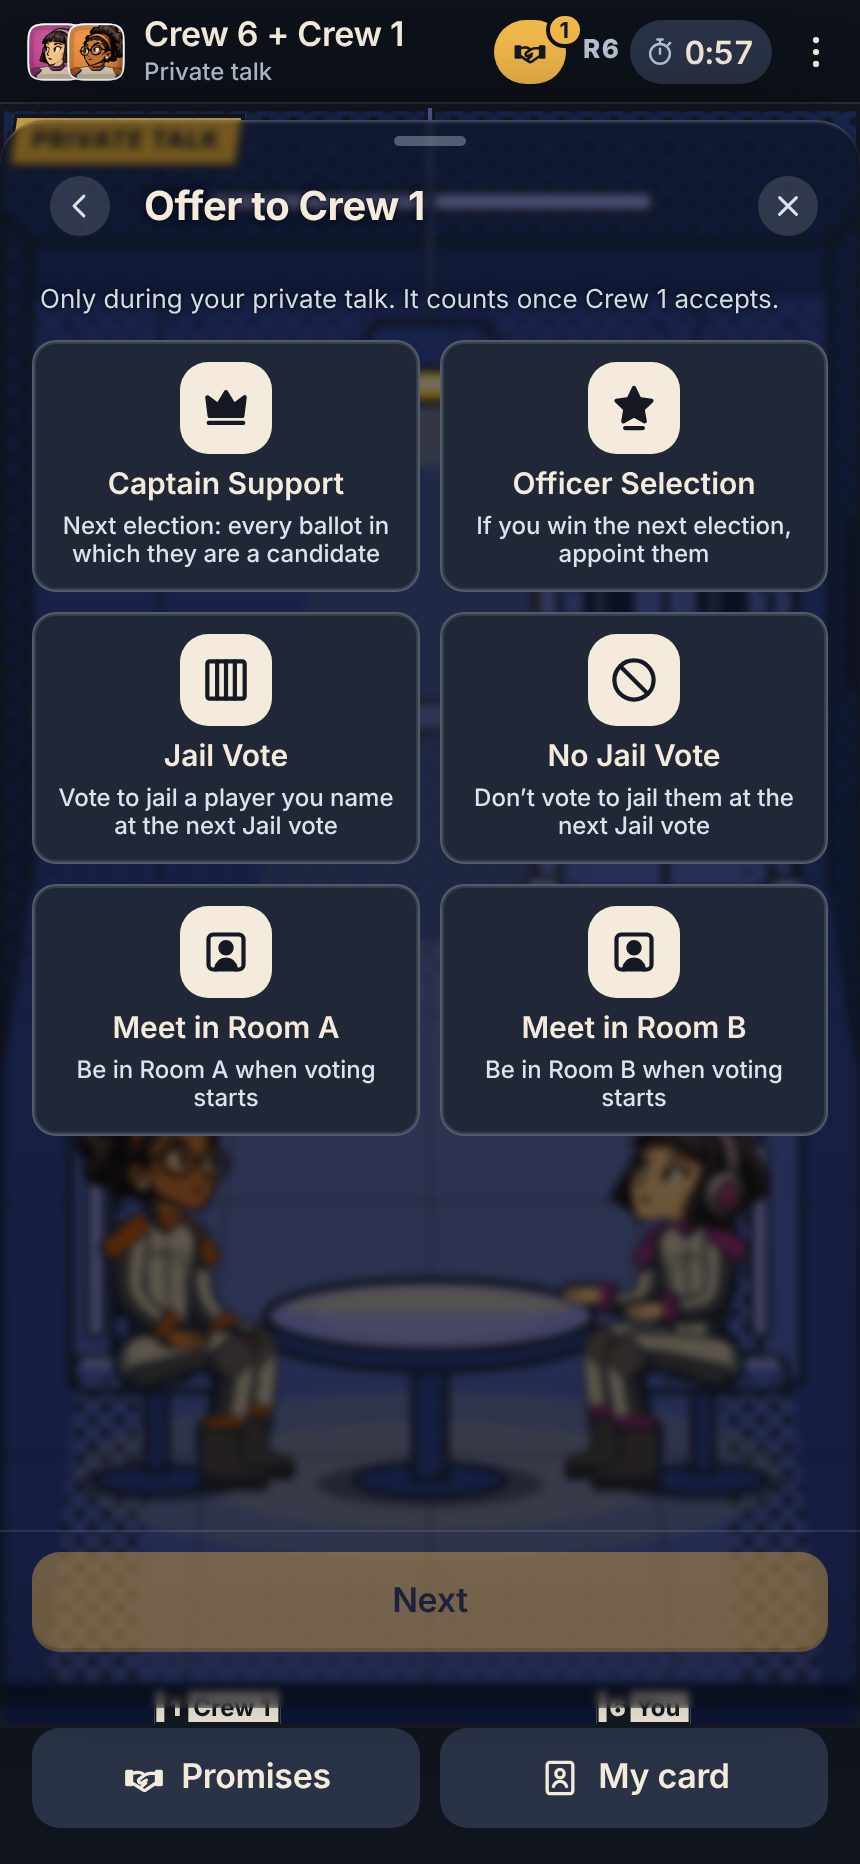 Crew 6 + Crew 1
Private talk
1
R6
0:57
PRIVATE TALK
Offer to Crew 1
Only during your private talk. It counts once Crew 1 accepts.
Captain Support
Next election: every ballot in
which they are a candidate
Officer Selection
If you win the next election,
appoint them
Jail Vote
Vote to jail a player you name
at the next Jail vote
No Jail Vote
Don’t vote to jail them at the
next Jail vote
Meet in Room A
Be in Room A when voting
starts
Meet in Room B
Be in Room B when voting
starts
Next
1 Crew 1
6 You
Promises
My card